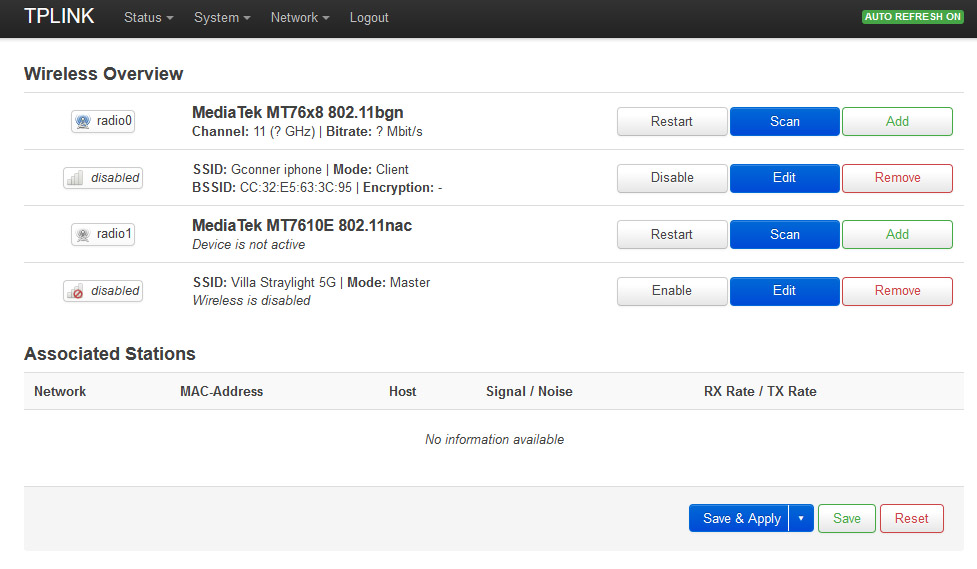 TPLINK Status System Network Logout AUTO REFRESH ON
Wireless Overview
radio0
MediaTek MT76x8 802.11bgn
Channel: 11 (? GHz) | Bitrate: ? Mbit/s
Restart Scan Add
disabled
SSID: Gconner iphone | Mode: Client
BSSID: CC:32:E5:63:3C:95 | Encryption: -
Disable Edit Remove
radio1
MediaTek MT7610E 802.11nac
Device is not active
Restart Scan Add
disabled
SSID: Villa Straylight 5G | Mode: Master
Wireless is disabled
Enable Edit Remove
Associated Stations
Network MAC-Address Host Signal / Noise RX Rate / TX Rate
No information available
Save & Apply Save Reset